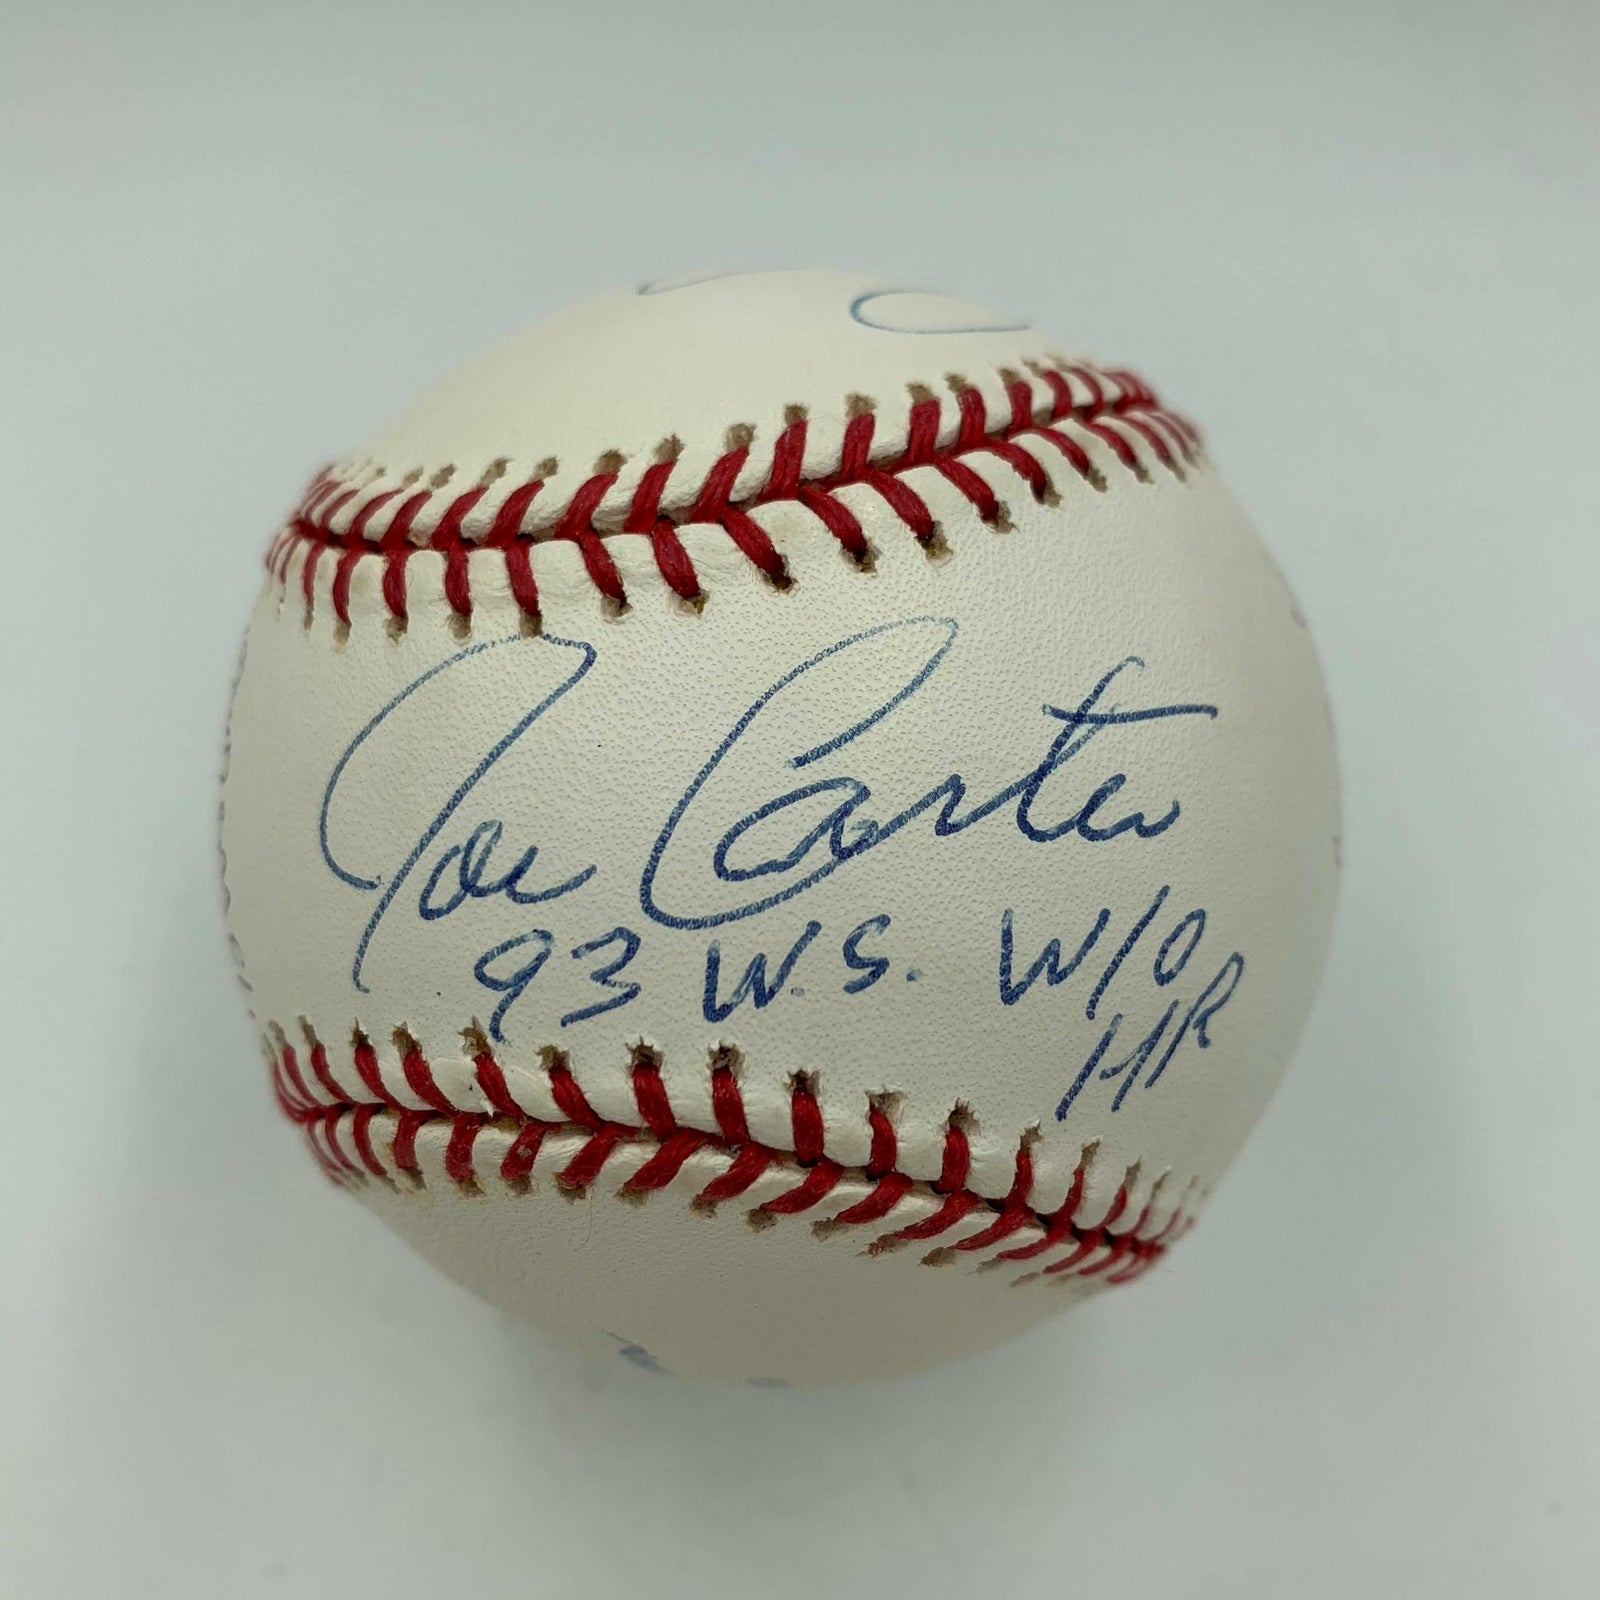 Joe Carter
93 W.S. W/O
HR